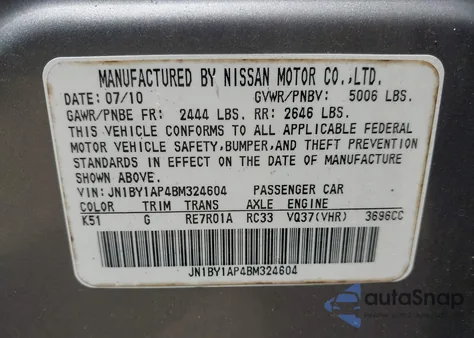 MANUFACTURED BY NISSAN MOTOR CO.,LTD.
DATE: 07/10 GVWR/PNBV: 5006 LBS.
GAWR/PNBE FR: 2444 LBS. RR: 2646 LBS.
THIS VEHICLE CONFORMS TO ALL APPLICABLE FEDERAL
MOTOR VEHICLE SAFETY, BUMPER, AND THEFT PREVENTION
STANDARDS IN EFFECT ON THE DATE OF MANUFACTURE
SHOWN ABOVE.
VIN: JN1BY1AP4BM324604 PASSENGER CAR
COLOR TRIM TRANS AXLE ENGINE
K51 G RE7R01A RC33 VQ37(VHR) 3696CC
JN1BY1AP4BM324604
autoSnap